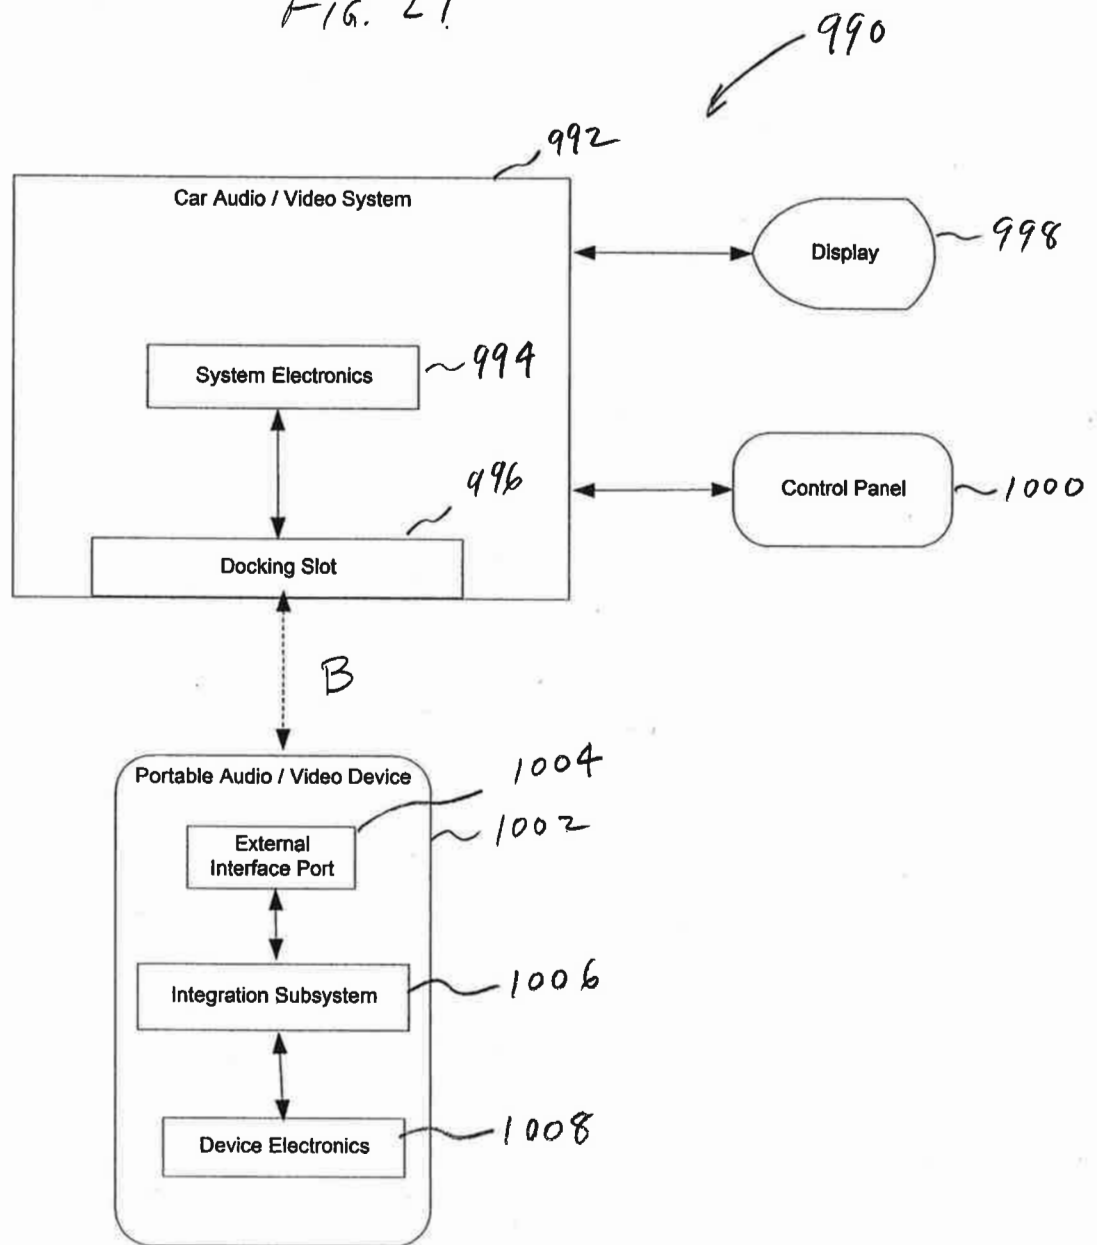 FIG. 21
990
992
Car Audio / Video System
Display
998
System Electronics
994
996
Control Panel
1000
Docking Slot
B
Portable Audio / Video Device
1004
1002
External
Interface Port
Integration Subsystem
1006
Device Electronics
1008